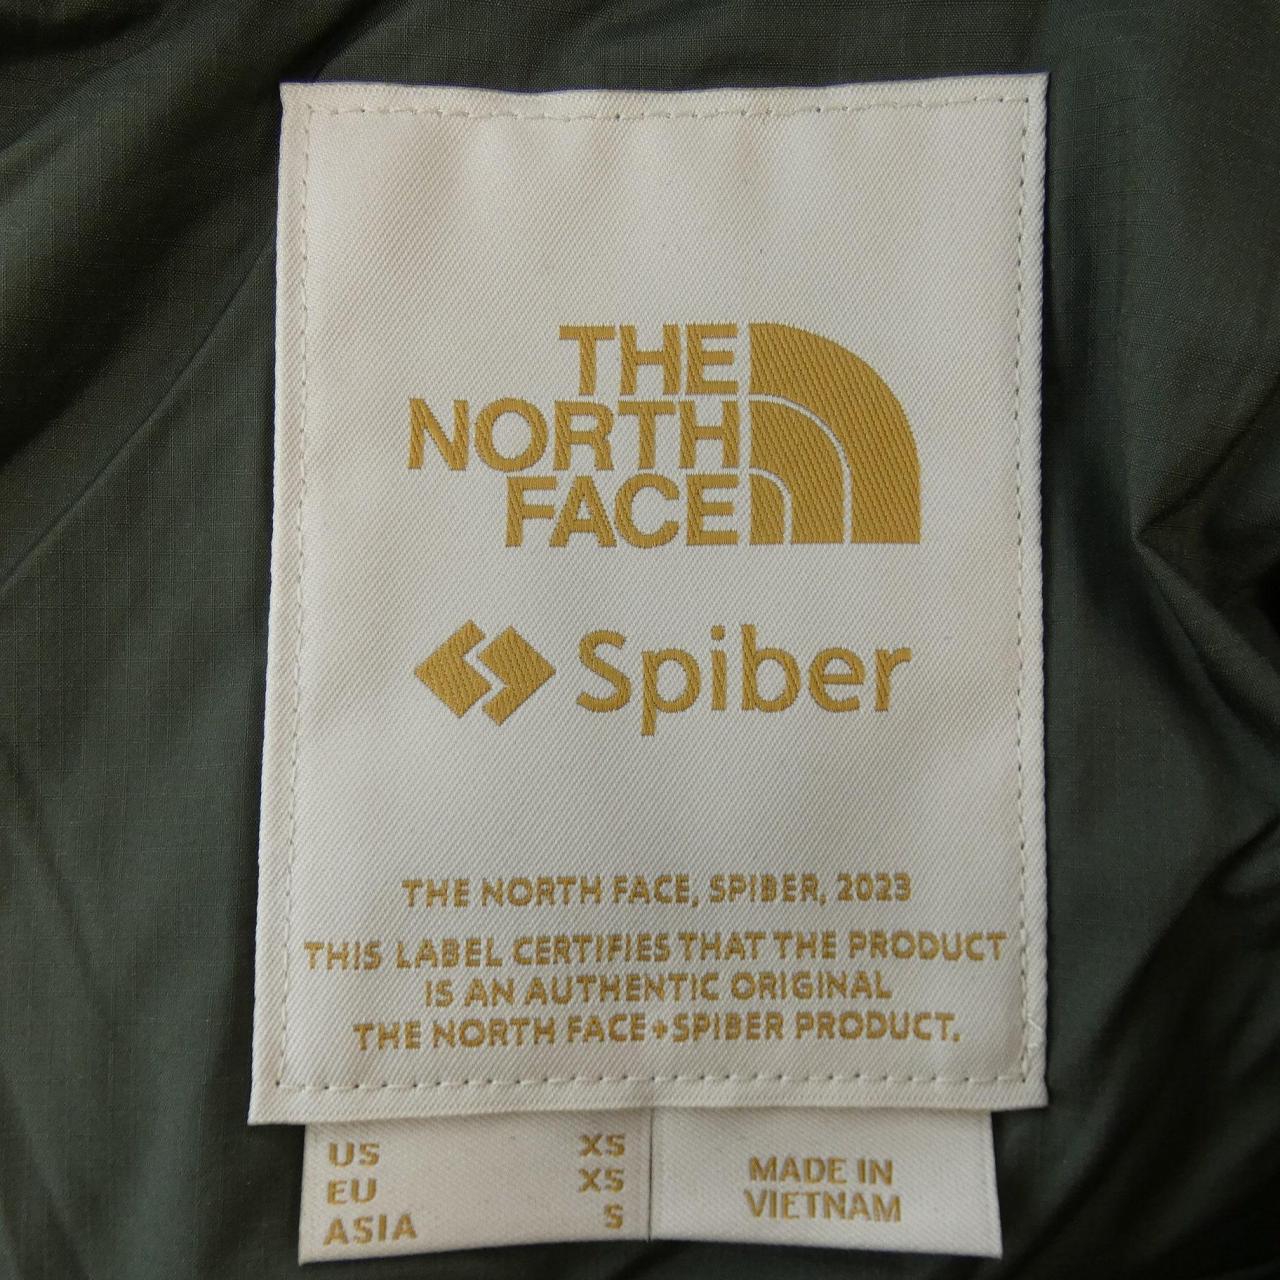 THE
NORTH
FACE
Spiber
THE NORTH FACE, SPIBER, 2023
THIS LABEL CERTIFIES THAT THE PRODUCT
IS AN AUTHENTIC ORIGINAL
THE NORTH FACE+SPIBER PRODUCT.
US XS
EU XS
ASIA S
MADE IN
VIETNAM